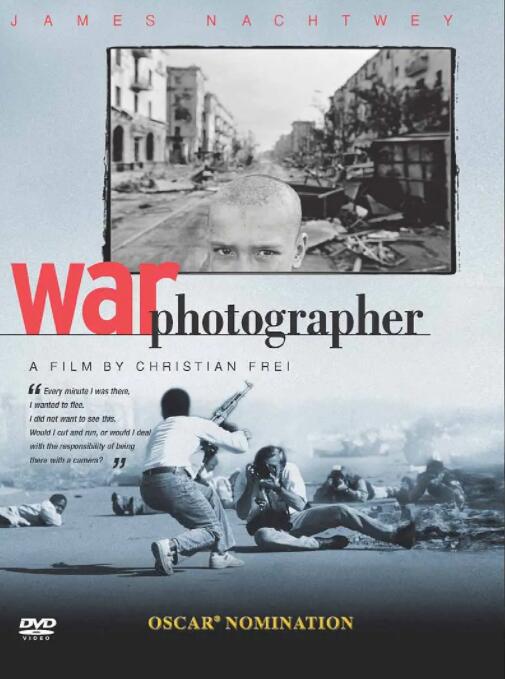 JAMES NACHTWEY
war
photographer
A FILM BY CHRISTIAN FREI
“ Every minute I was there,
I wanted to flee.
I did not want to see this.
Would I cut and run, or would I deal
with the responsibility of being
there with a camera? ”
OSCAR® NOMINATION
DVD
VIDEO